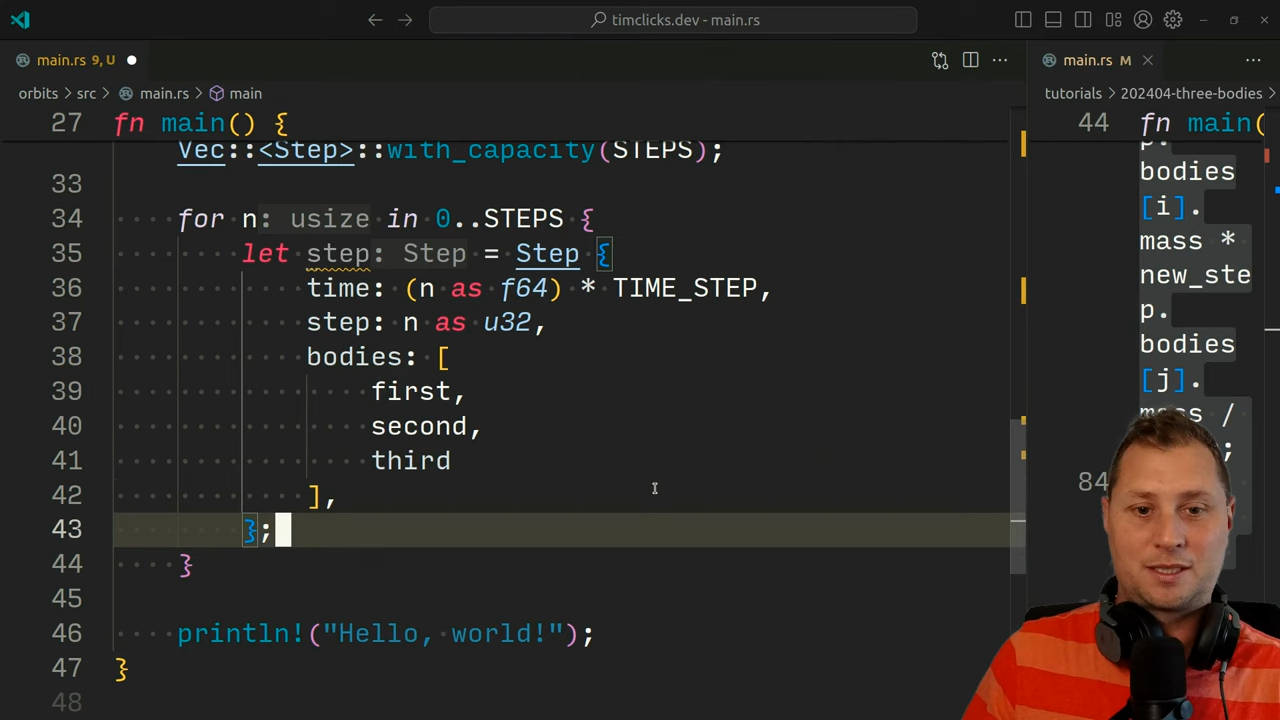 timclicks.dev - main.rs
main.rs 9, U
main.rs M
orbits > src > main.rs > main
tutorials > 202404-three-bodies >
27 fn main() {
Vec::<Step>::with_capacity(STEPS);
33
34 for n: usize in 0..STEPS {
35 let step: Step = Step {
36 time: (n as f64) * TIME_STEP,
37 step: n as u32,
38 bodies: [
39 first,
40 second,
41 third
42 ],
43 };
44 }
45
46 println!("Hello, world!");
47 }
48
44 fn main(
p.
bodies
[i].
mass *
new_ste
p.
bodies
[j].
mass /
;
84